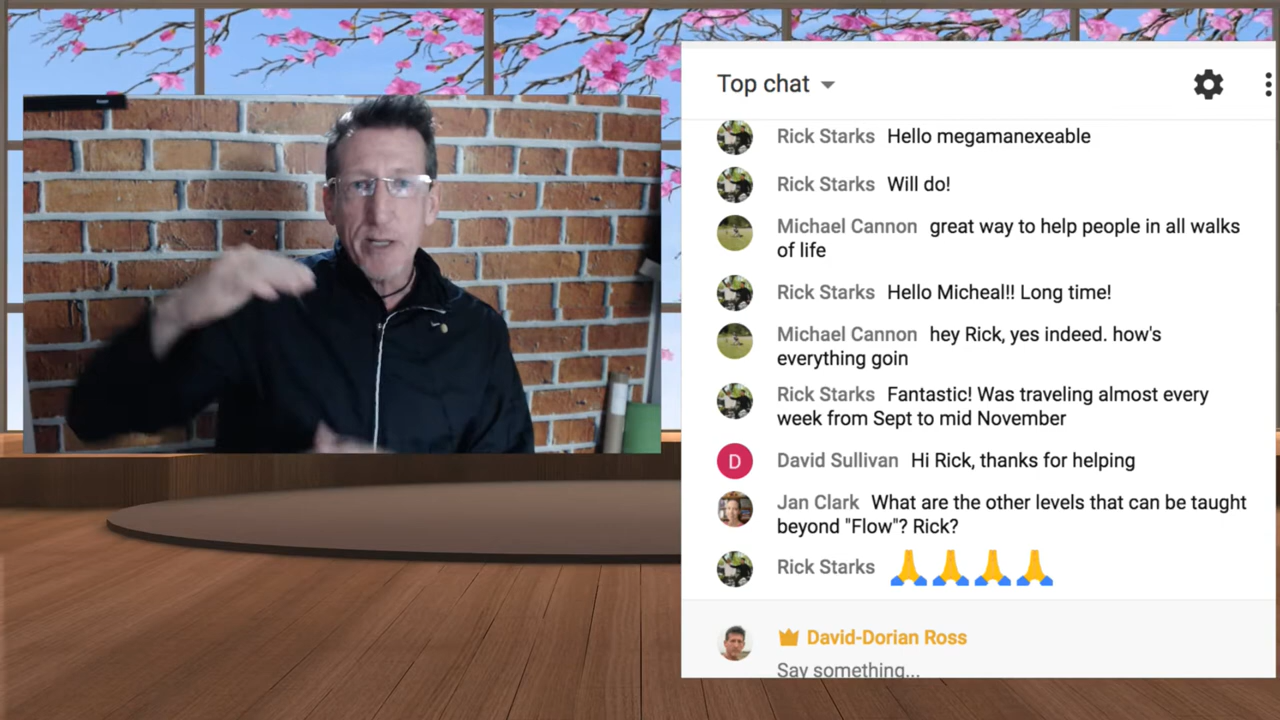 Top chat
Rick Starks Hello megamanexeable
Rick Starks Will do!
Michael Cannon great way to help people in all walks
of life
Rick Starks Hello Micheal!! Long time!
Michael Cannon hey Rick, yes indeed. how's
everything goin
Rick Starks Fantastic! Was traveling almost every
week from Sept to mid November
D David Sullivan Hi Rick, thanks for helping
Jan Clark What are the other levels that can be taught
beyond "Flow"? Rick?
Rick Starks 🙏🙏🙏🙏
David-Dorian Ross
Say something...